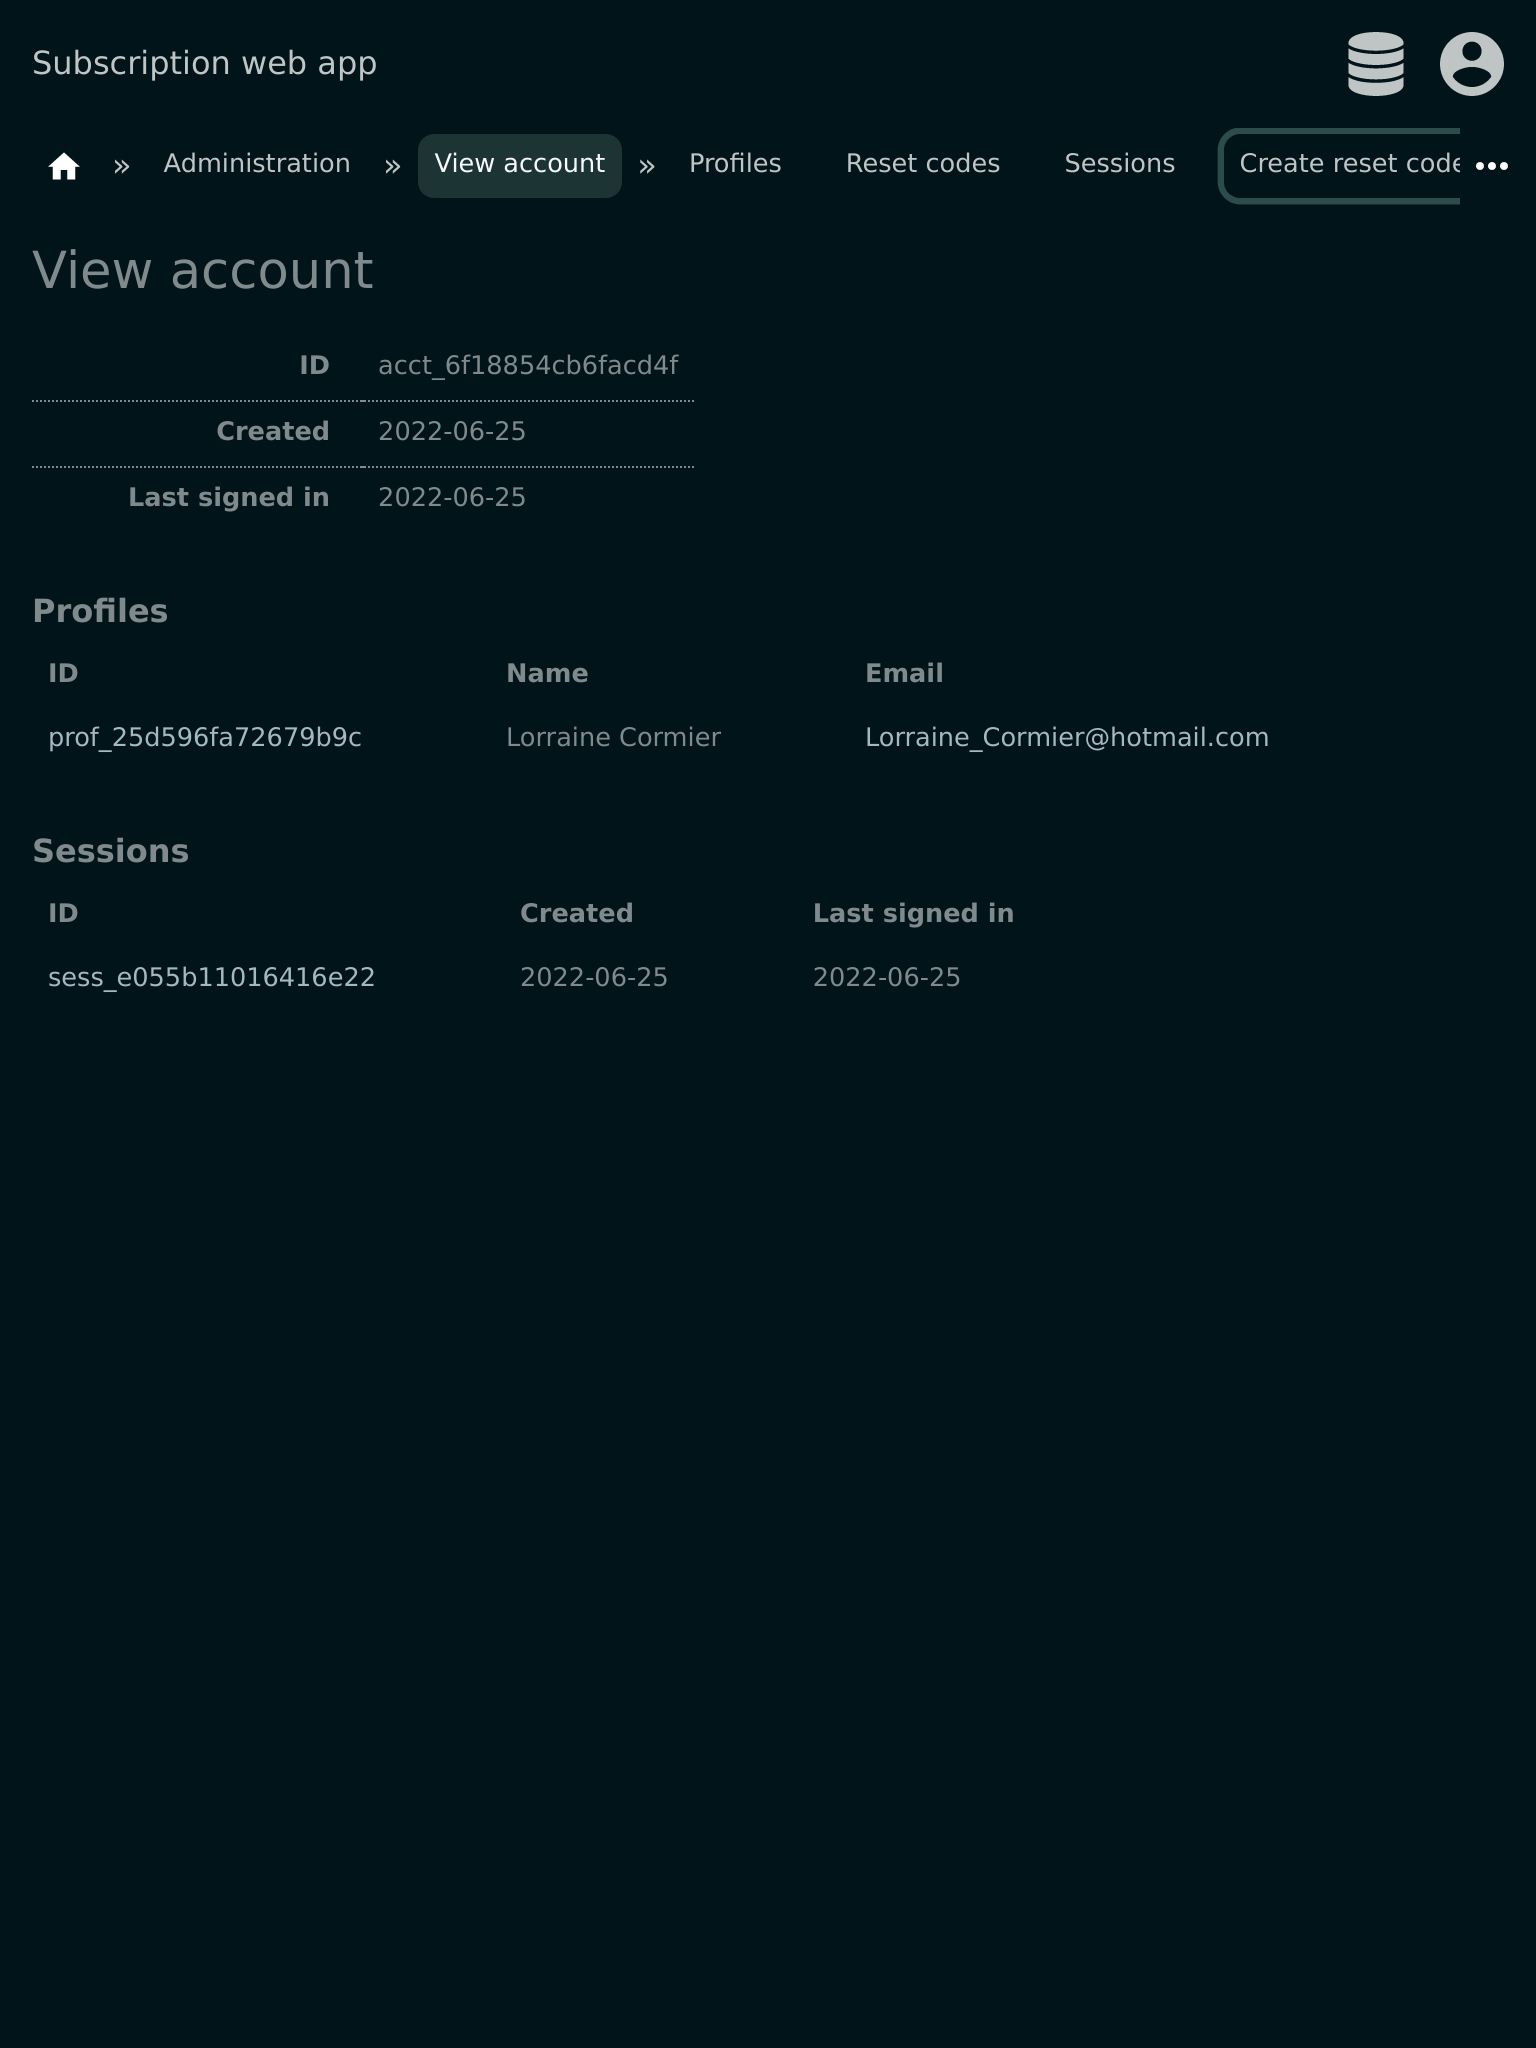 Subscription web app
» Administration » View account » Profiles Reset codes Sessions Create reset code
View account
ID acct_6f18854cb6facd4f
Created 2022-06-25
Last signed in 2022-06-25
Profiles
ID Name Email
prof_25d596fa72679b9c Lorraine Cormier Lorraine_Cormier@hotmail.com
Sessions
ID Created Last signed in
sess_e055b11016416e22 2022-06-25 2022-06-25